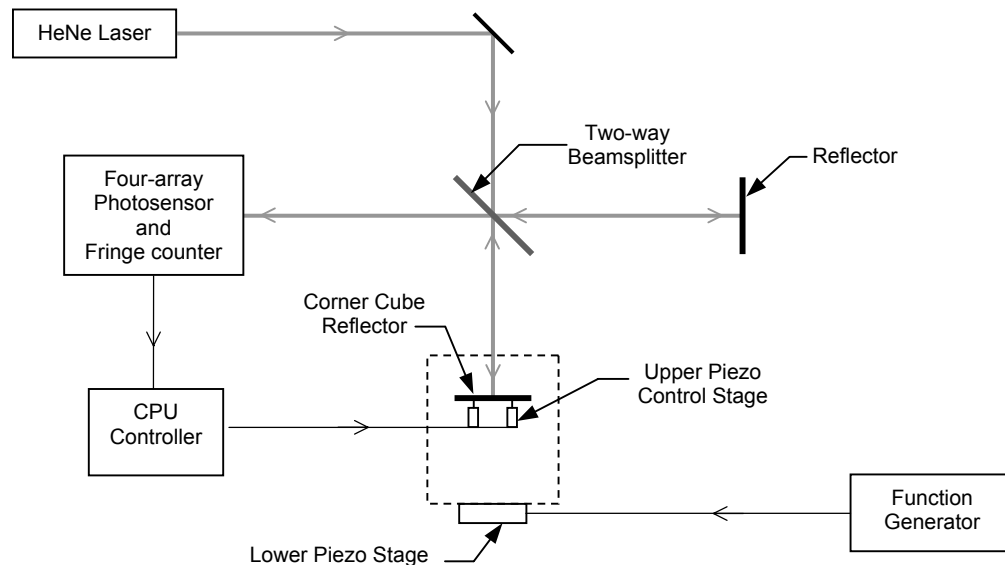 HeNe Laser
Two-way
Beamsplitter
Reflector
Four-array
Photosensor
and
Fringe counter
Corner Cube
Reflector
Upper Piezo
Control Stage
CPU
Controller
Function
Generator
Lower Piezo Stage